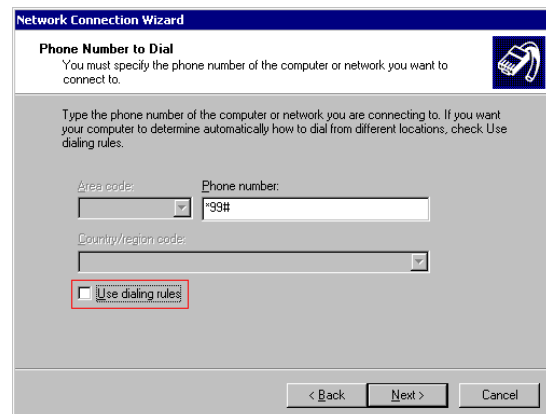 Network Connection Wizard
Phone Number to Dial
You must specify the phone number of the computer or network you want to
connect to.
Type the phone number of the computer or network you are connecting to. If you want
your computer to determine automatically how to dial from different locations, check Use
dialing rules.
Area code: Phone number:
*99#
Country/region code:
Use dialing rules
< Back Next > Cancel